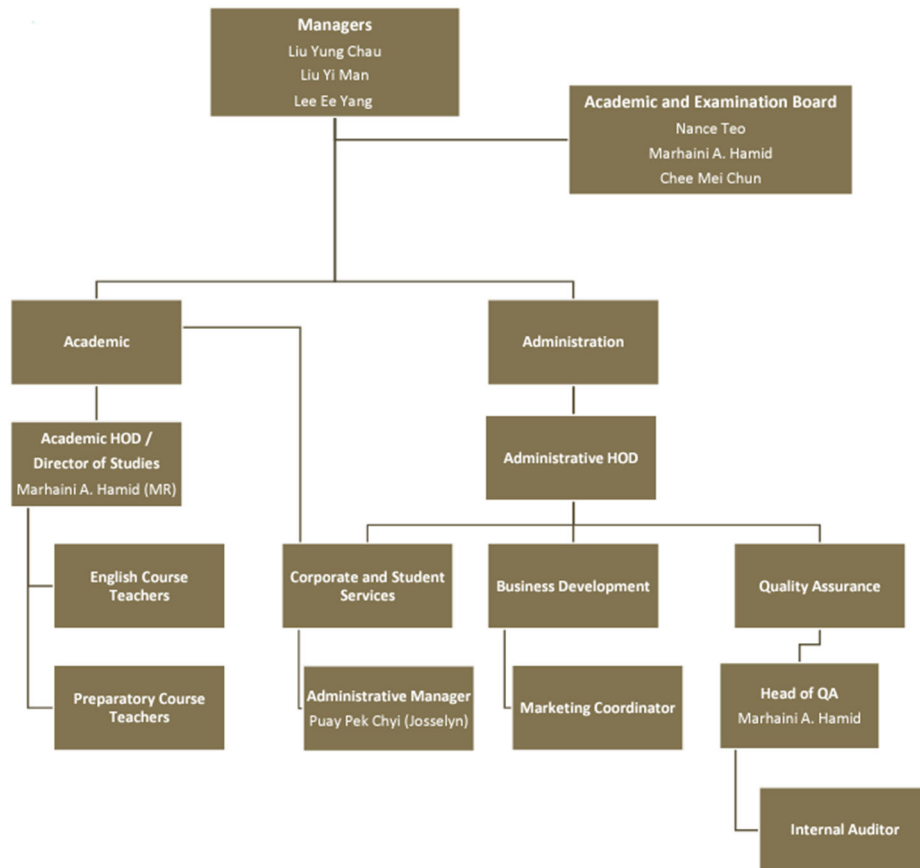 Managers
Liu Yung Chau
Liu Yi Man
Lee Ee Yang
Academic and Examination Board
Nance Teo
Marhaini A. Hamid
Chee Mei Chun
Academic
Administration
Academic HOD /
Director of Studies
Marhaini A. Hamid (MR)
Administrative HOD
English Course
Teachers
Corporate and Student
Services
Business Development
Quality Assurance
Preparatory Course
Teachers
Administrative Manager
Puay Pek Chyi (Josselyn)
Marketing Coordinator
Head of QA
Marhaini A. Hamid
Internal Auditor